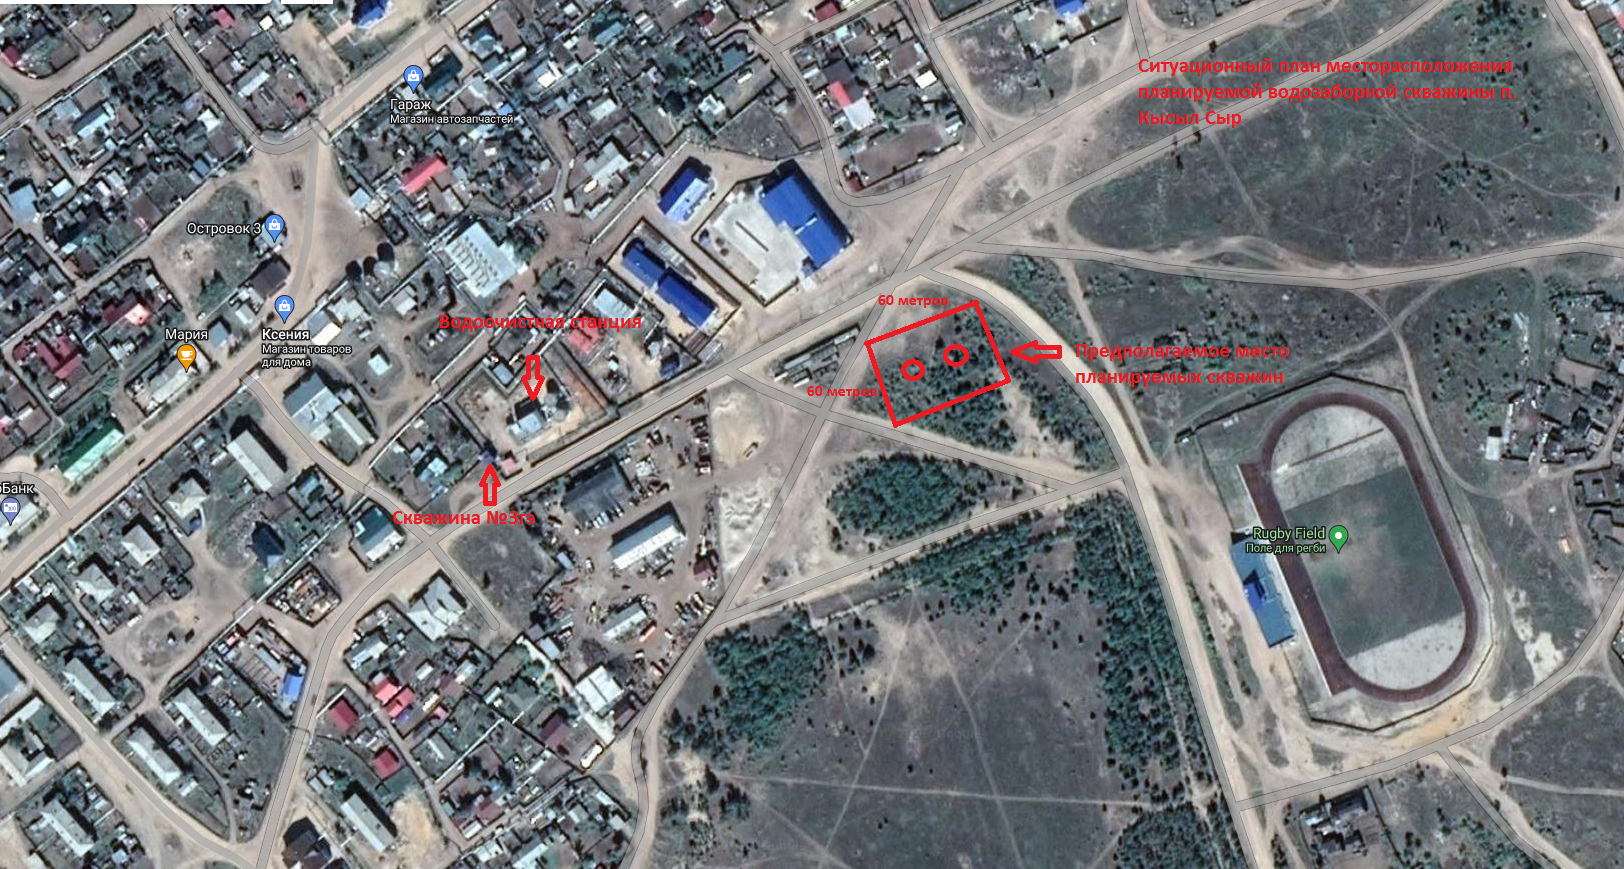 Ситуационный план месторасположения
планируемой водозаборной скважины п.
Кысыл Сыр
Гараж
Магазин автозапчастей
Островок 3
Ксения
Магазин товаров
для дома
Мария
Водоочистная станция
60 метров
60 метров
Предполагаемое место
планируемых скважин
Банк
Скважина №3гэ
Rugby Field
Поле для регби